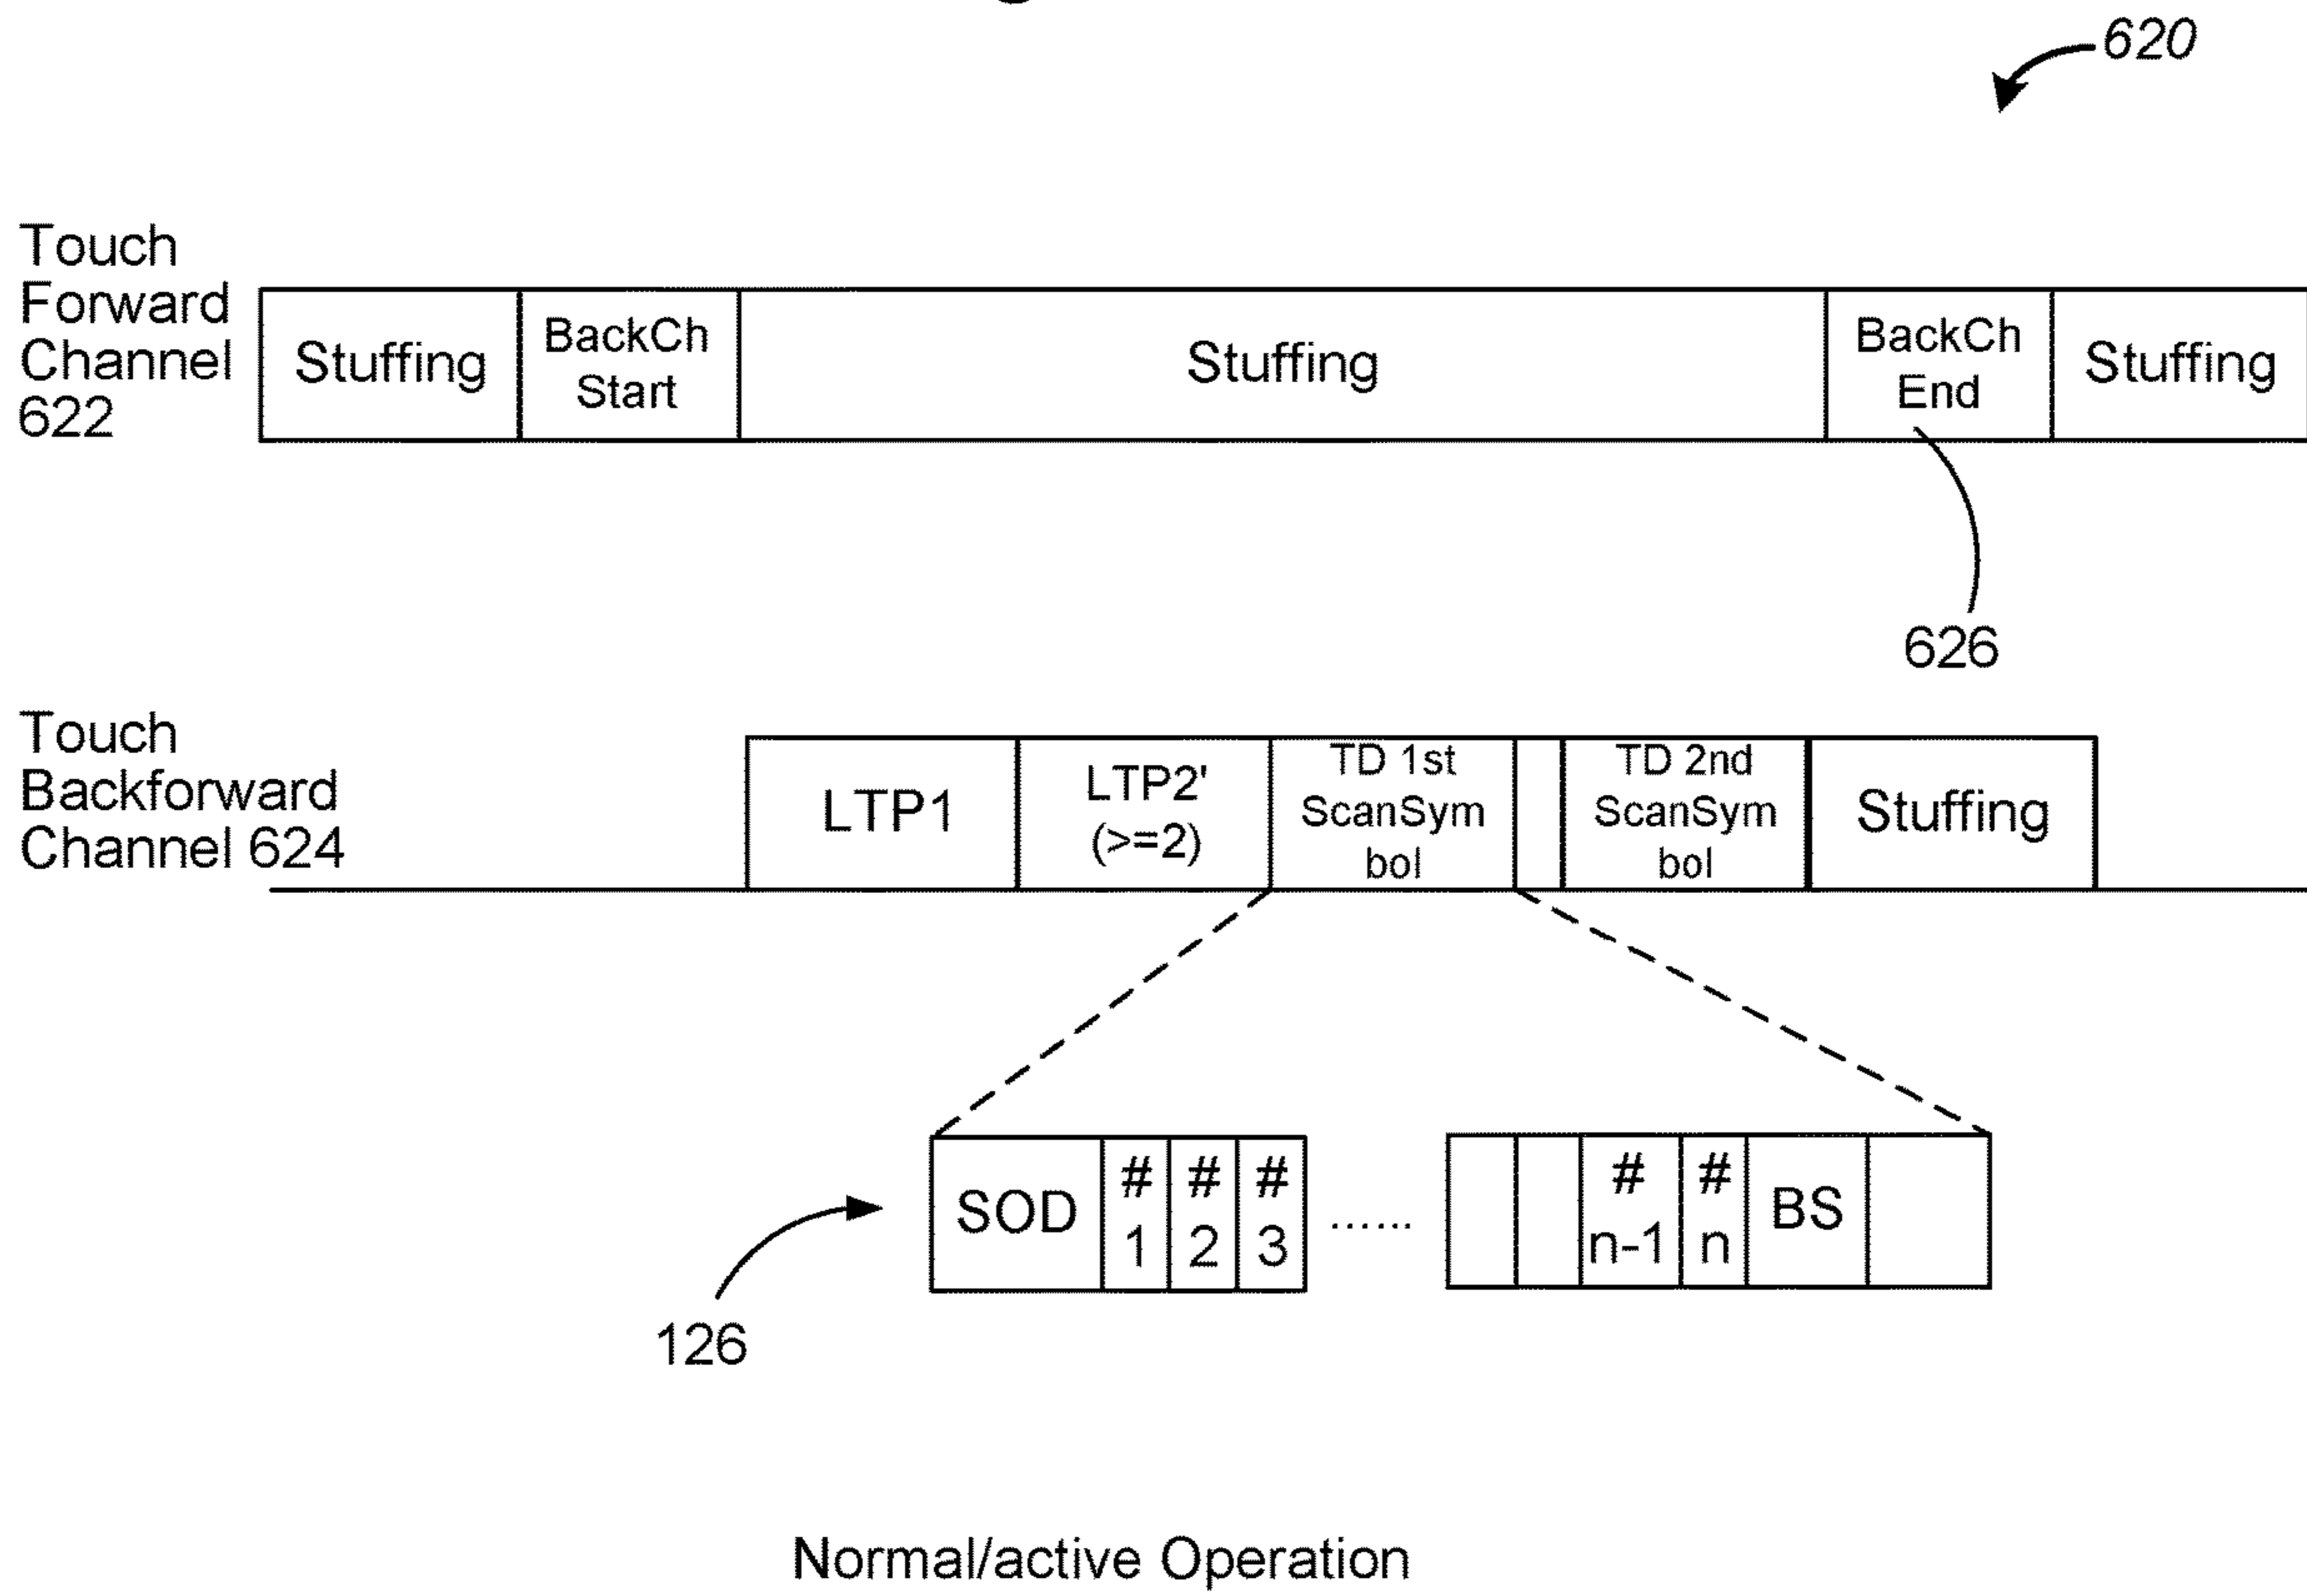 620
Touch
Forward
Channel
622
Stuffing
BackCh
Start
Stuffing
BackCh
End
Stuffing
626
Touch
Backforward
Channel 624
LTP1
LTP2'
(>=2)
TD 1st
ScanSym
bol
TD 2nd
ScanSym
bol
Stuffing
SOD
#
1
#
2
#
3
......
#
n-1
#
n
BS
126
Normal/active Operation